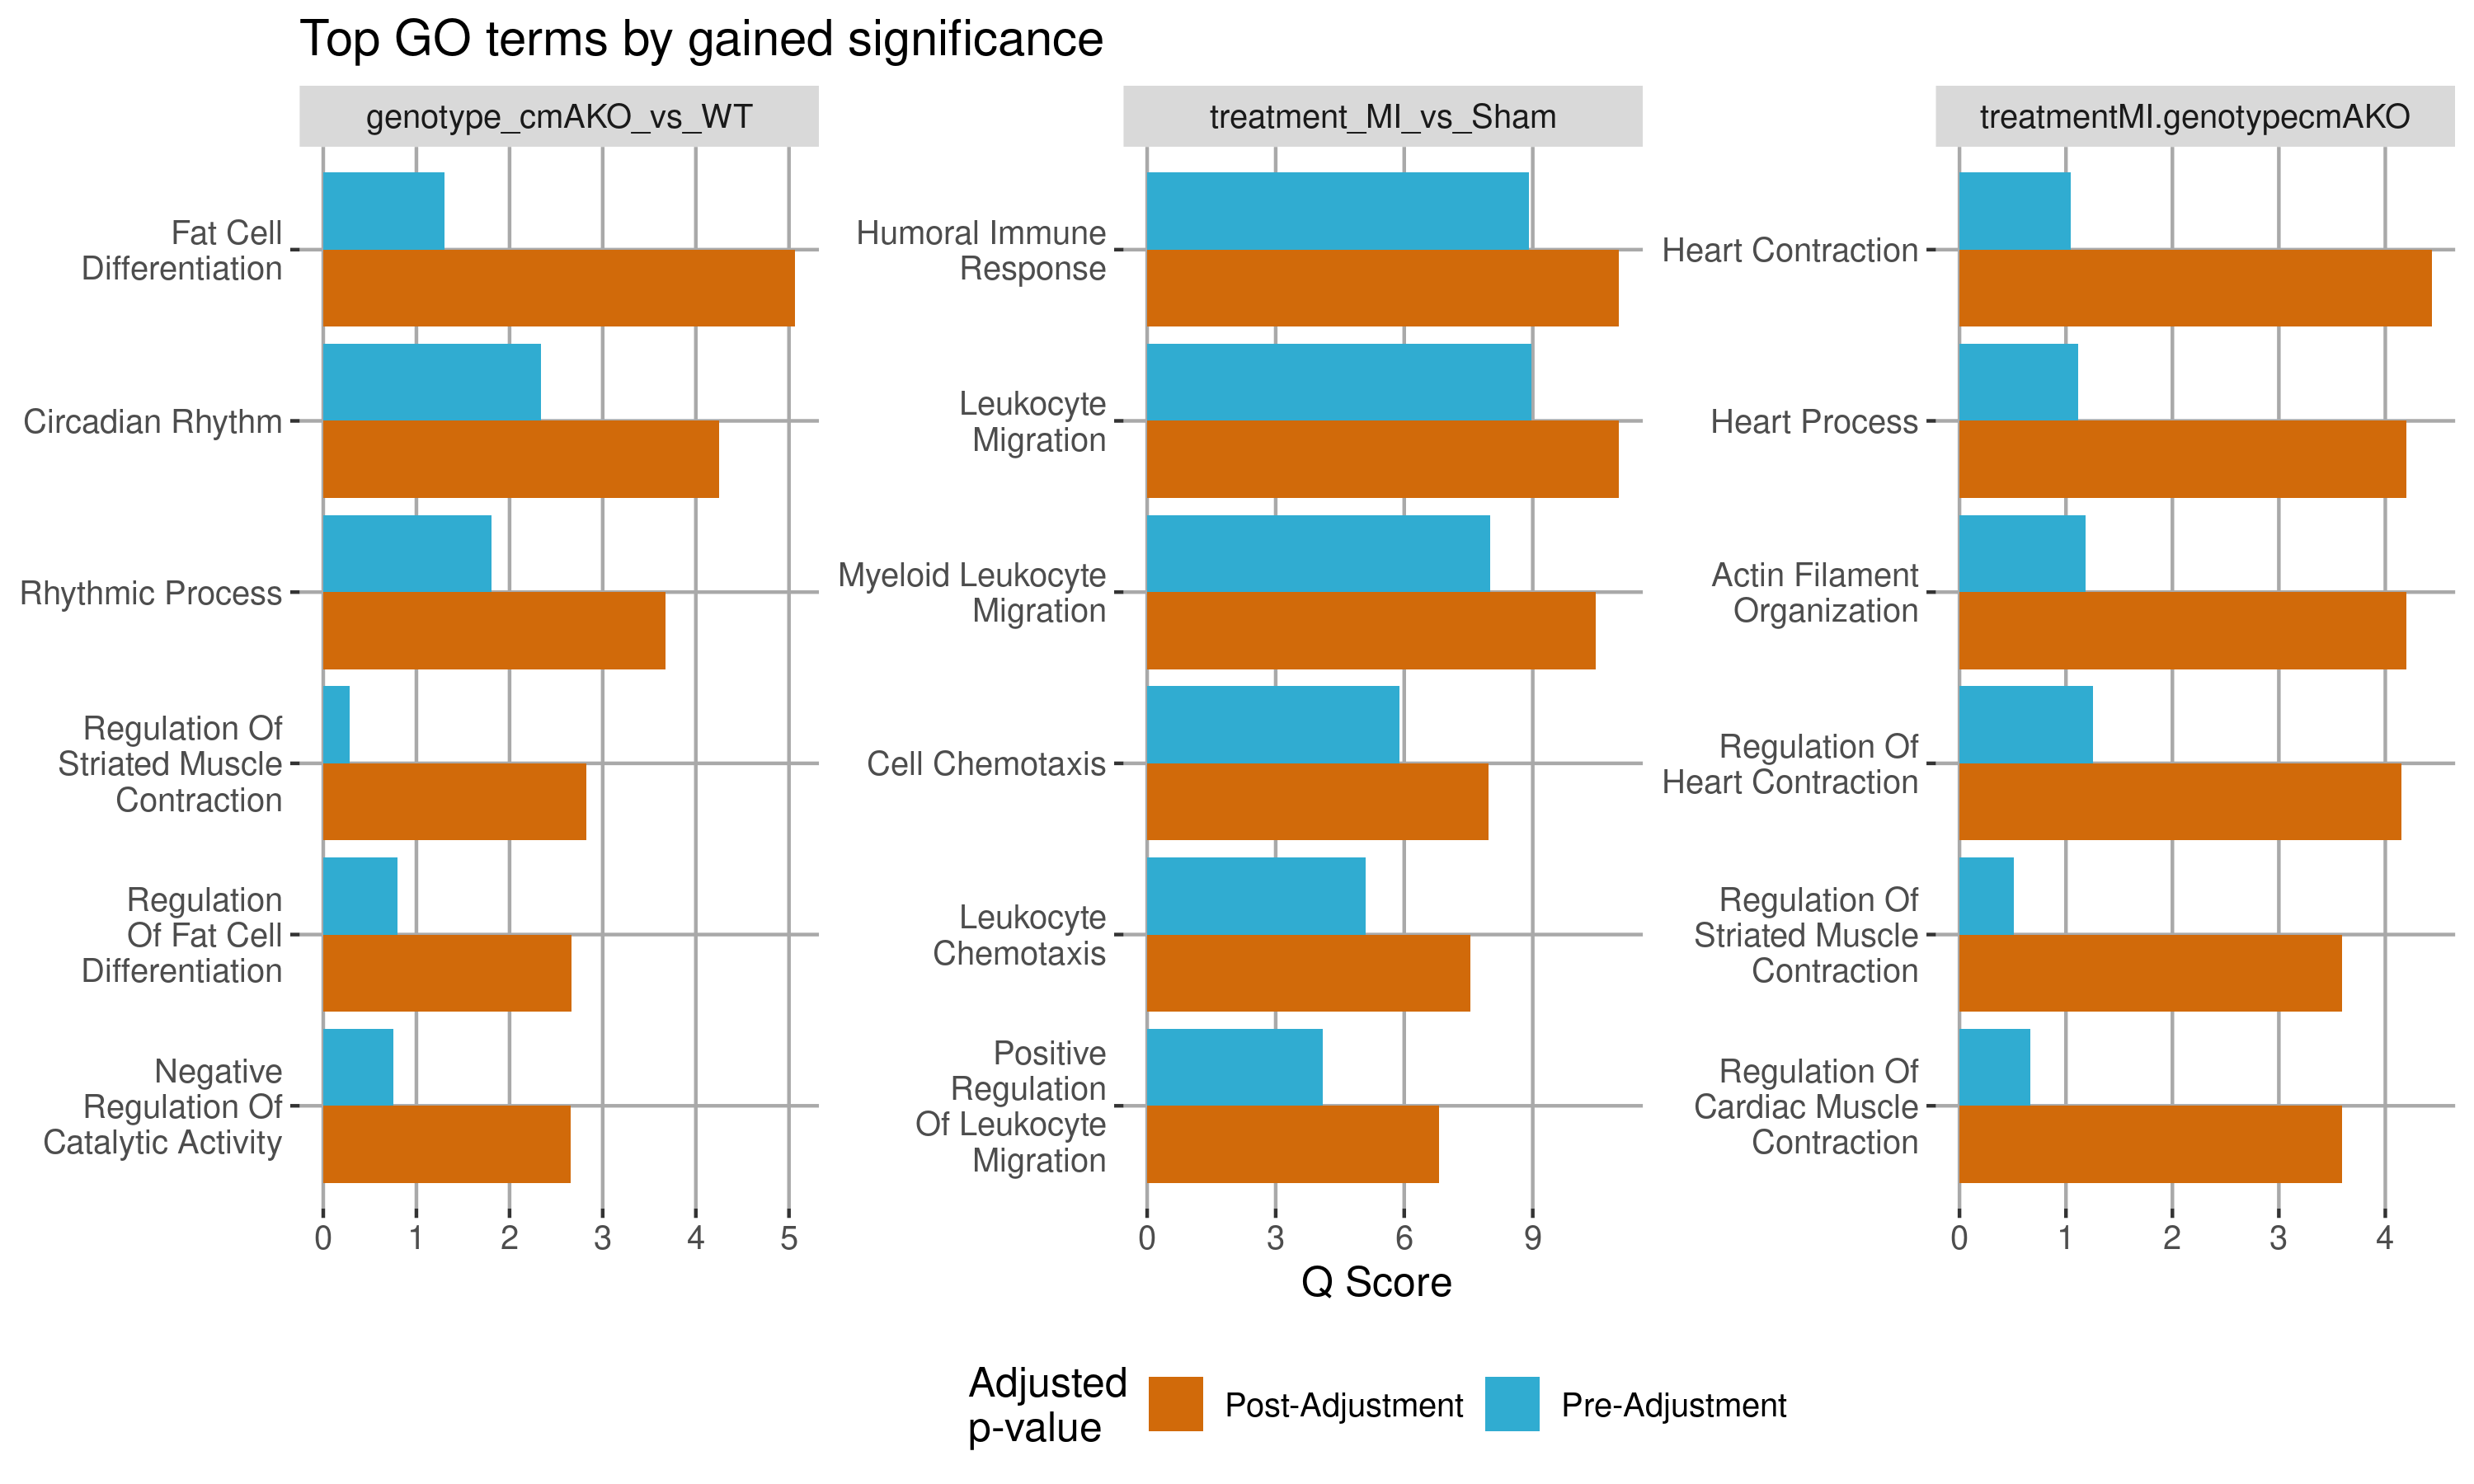 Top GO terms by gained significance
genotype_cmAKO_vs_WT
Fat Cell
Differentiation
Circadian Rhythm
Rhythmic Process
Regulation Of
Striated Muscle
Contraction
Regulation
Of Fat Cell
Differentiation
Negative
Regulation Of
Catalytic Activity
0 1 2 3 4 5
treatment_MI_vs_Sham
Humoral Immune
Response
Leukocyte
Migration
Myeloid Leukocyte
Migration
Cell Chemotaxis
Leukocyte
Chemotaxis
Positive
Regulation
Of Leukocyte
Migration
0 3 6 9
treatmentMI.genotypecmAKO
Heart Contraction
Heart Process
Actin Filament
Organization
Regulation Of
Heart Contraction
Regulation Of
Striated Muscle
Contraction
Regulation Of
Cardiac Muscle
Contraction
0 1 2 3 4
Q Score
Adjusted
p-value
Post-Adjustment
Pre-Adjustment